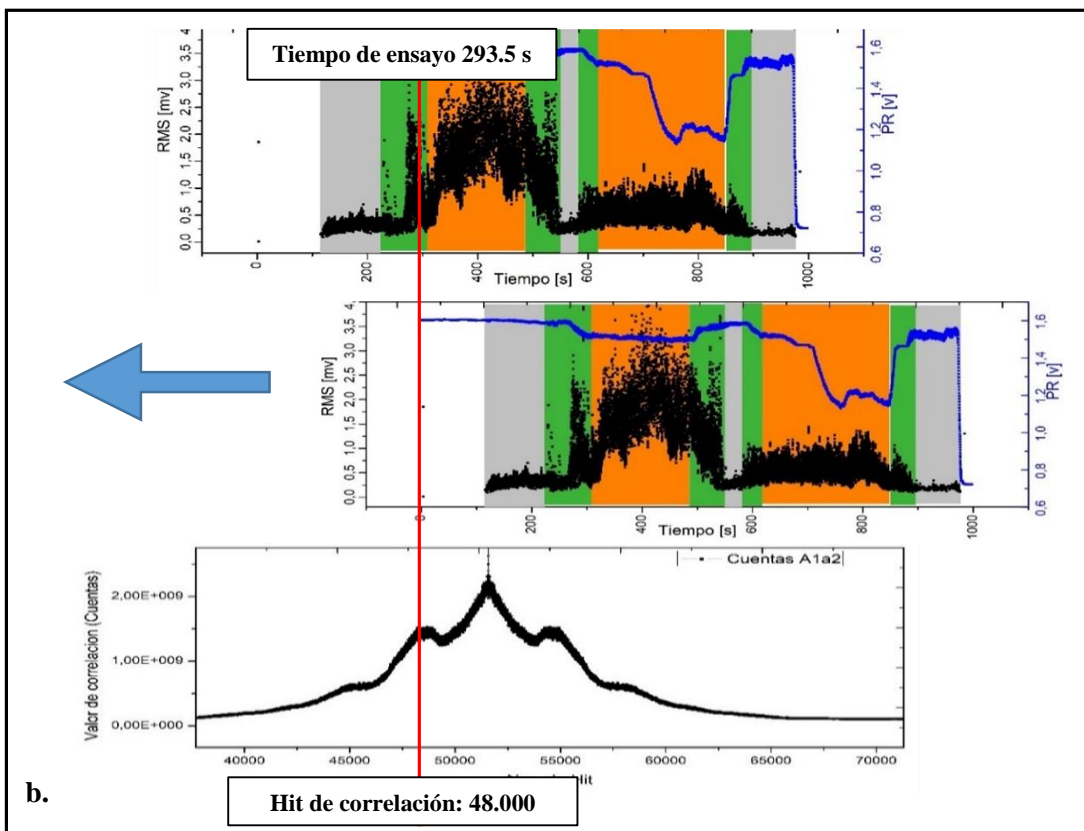 Tiempo de ensayo 293.5 s
RMS [mv]
4
3,5
3,0
2,5
2,0
1,5
1,0
0,5
0,0
PR [v]
1,6
1,4
1,2
1,0
0,8
0,6
0 200 400 600 800 1000
Tiempo [s]
RMS [mv]
4
3,5
3,0
2,5
2,0
1,5
1,0
0,5
0,0
PR [v]
1,6
1,4
1,2
1,0
0,8
0,6
0 200 400 600 800 1000
Tiempo [s]
Cuentas A1a2
Valor de correlacion (Cuentas)
2,00E+009
1,00E+009
0,00E+000
40000 45000 50000 55000 60000 65000 70000
Hit de correlación: 48.000
b.